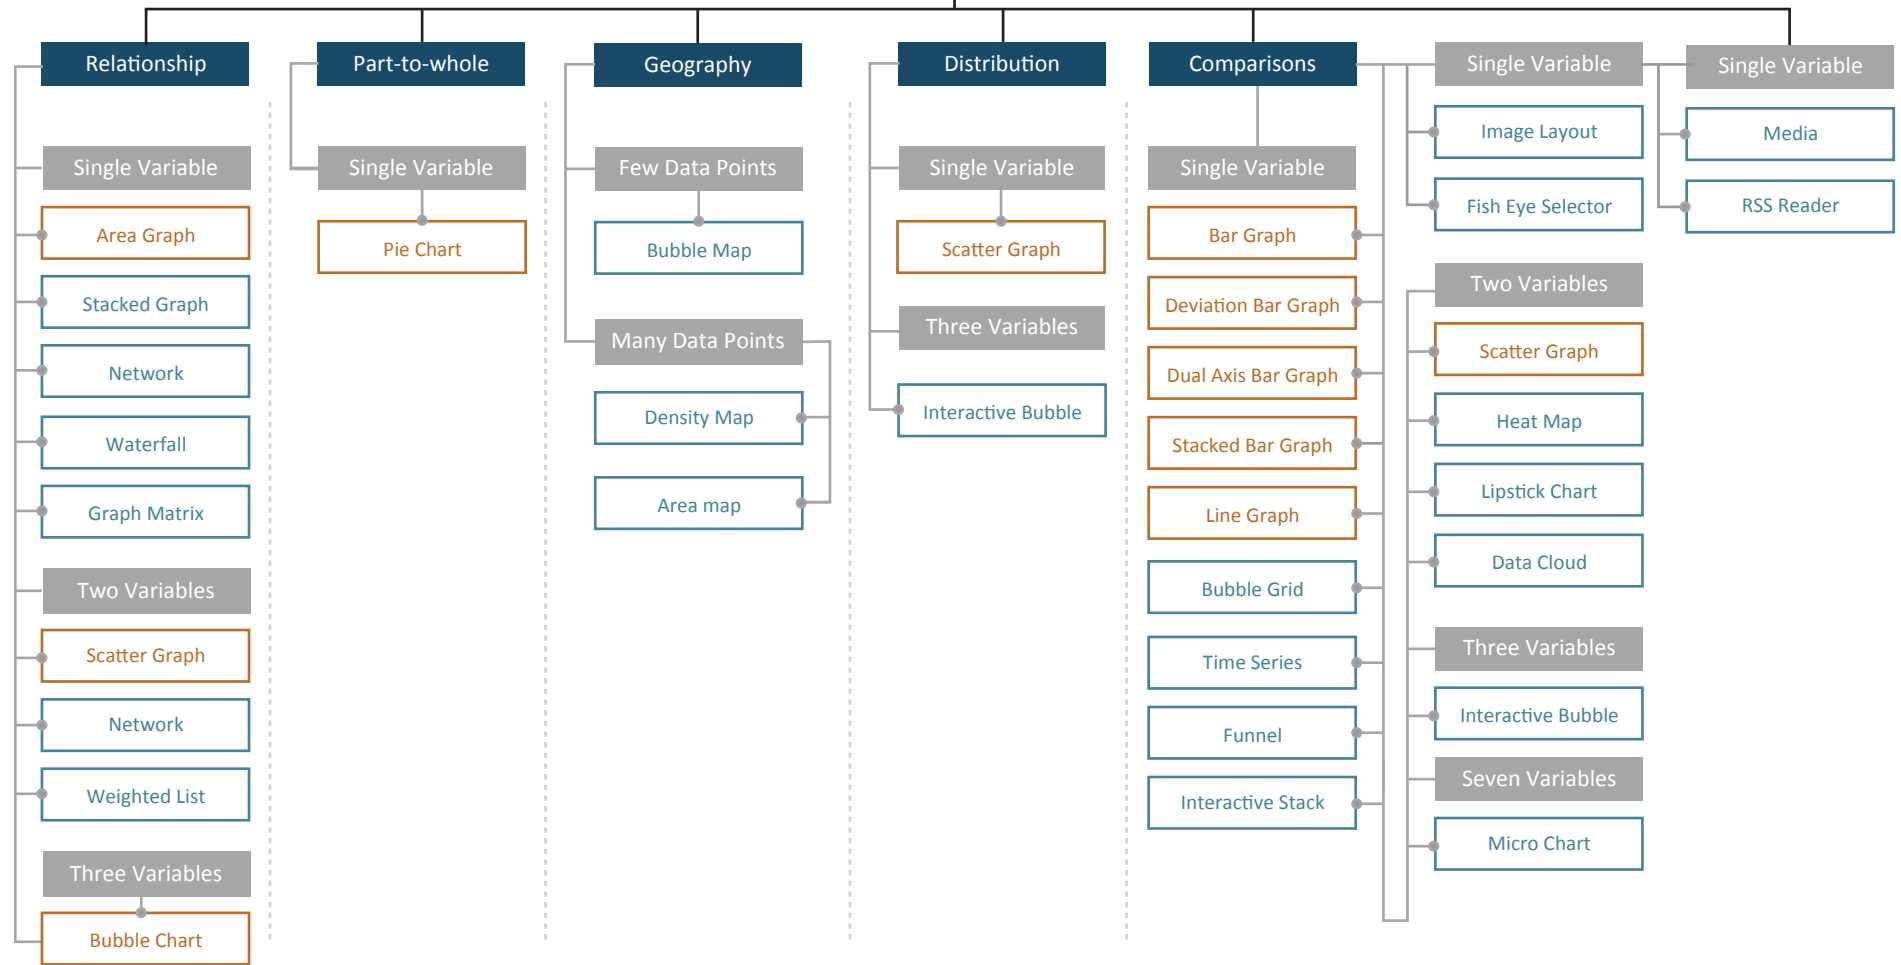 Relationship
Single Variable
Area Graph
Stacked Graph
Network
Waterfall
Graph Matrix
Two Variables
Scatter Graph
Network
Weighted List
Three Variables
Bubble Chart
Part-to-whole
Single Variable
Pie Chart
Geography
Few Data Points
Bubble Map
Many Data Points
Density Map
Area map
Distribution
Single Variable
Scatter Graph
Three Variables
Interactive Bubble
Comparisons
Single Variable
Bar Graph
Deviation Bar Graph
Dual Axis Bar Graph
Stacked Bar Graph
Line Graph
Bubble Grid
Time Series
Funnel
Interactive Stack
Single Variable
Image Layout
Fish Eye Selector
Two Variables
Scatter Graph
Heat Map
Lipstick Chart
Data Cloud
Three Variables
Interactive Bubble
Seven Variables
Micro Chart
Single Variable
Media
RSS Reader